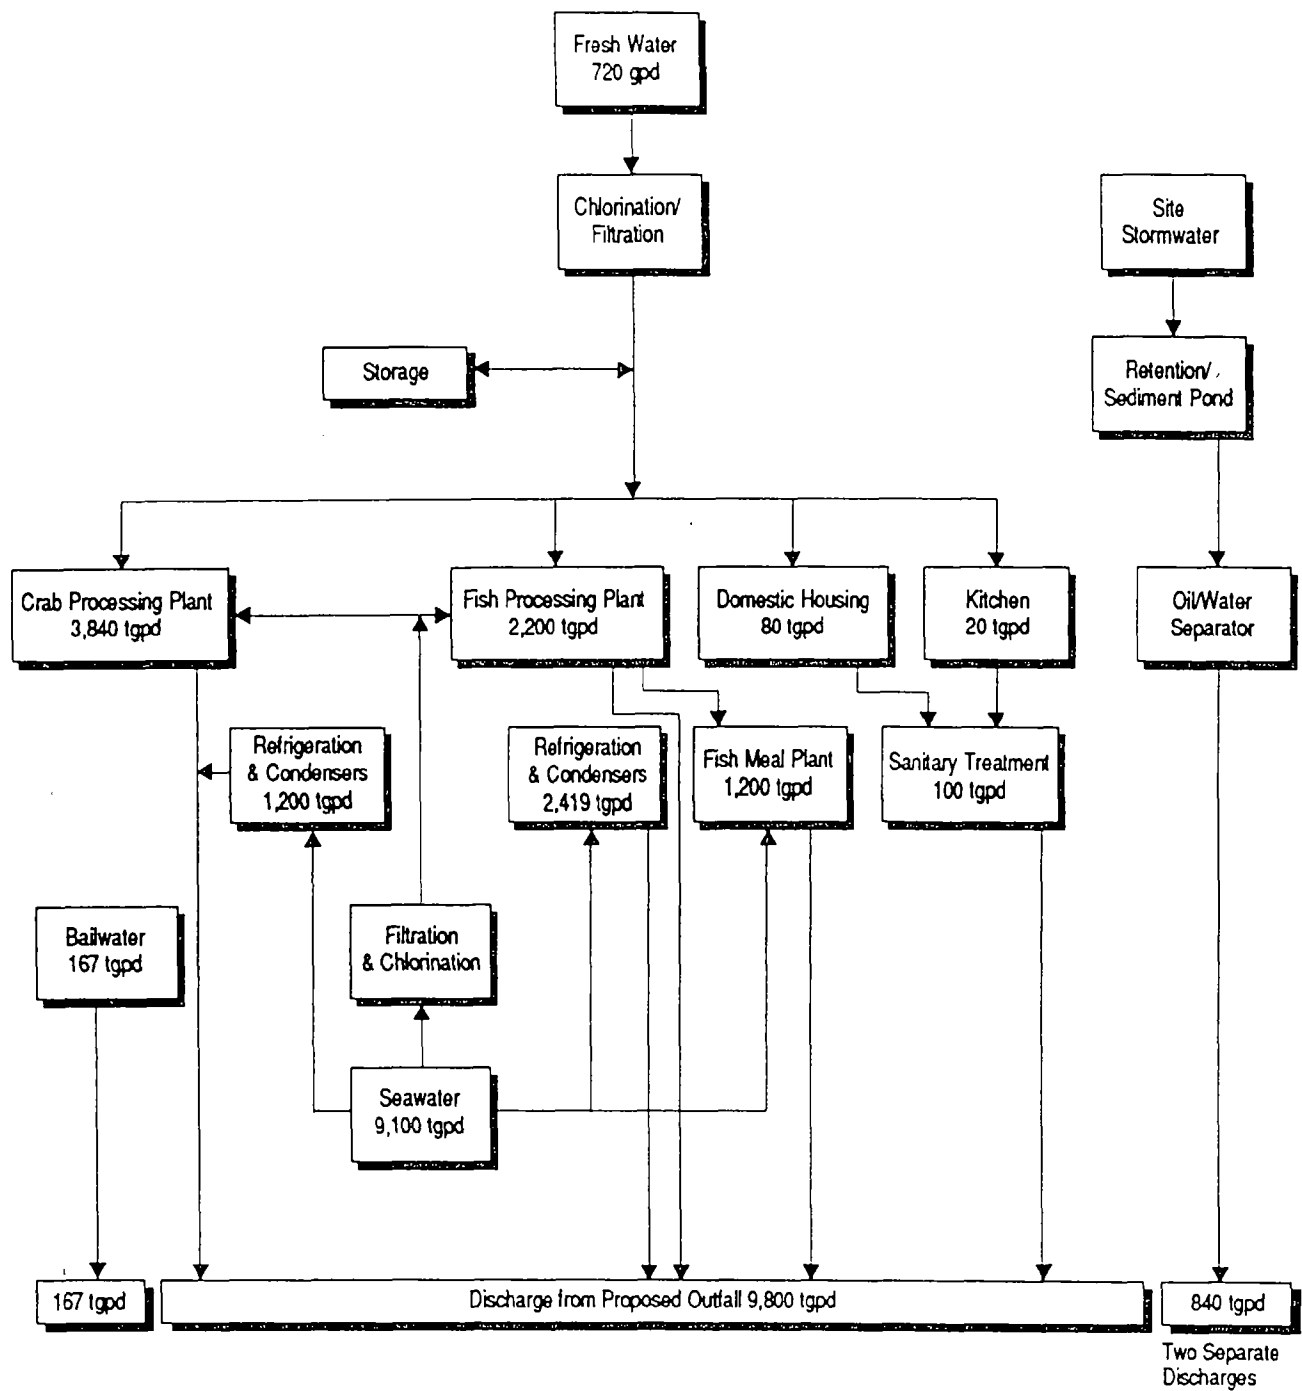 Fresh Water
720 gpd
Chlorination/
Filtration
Site
Stormwater
Storage
Retention/
Sediment Pond
Crab Processing Plant
3,840 tgpd
Fish Processing Plant
2,200 tgpd
Domestic Housing
80 tgpd
Kitchen
20 tgpd
Oil/Water
Separator
Refrigeration
& Condensers
1,200 tgpd
Refrigeration
& Condensers
2,419 tgpd
Fish Meal Plant
1,200 tgpd
Sanitary Treatment
100 tgpd
Bailwater
167 tgpd
Filtration
& Chlorination
Seawater
9,100 tgpd
167 tgpd
Discharge from Proposed Outfall 9,800 tgpd
840 tgpd
Two Separate
Discharges